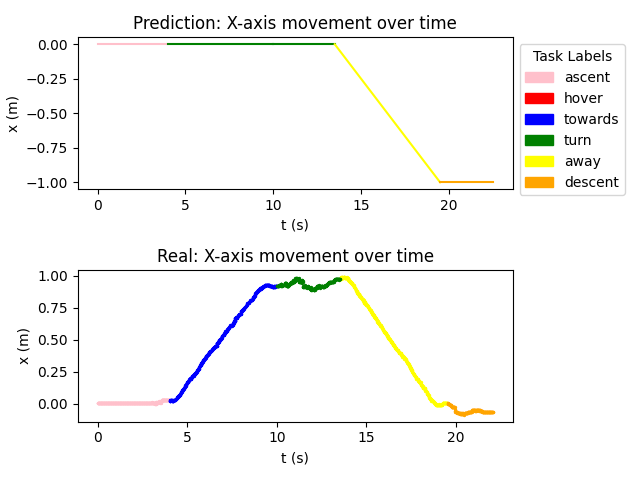 Prediction: X-axis movement over time
0.00
−0.25
−0.50
−0.75
−1.00
x (m)
0 5 10 15 20
t (s)
Task Labels
ascent
hover
towards
turn
away
descent
Real: X-axis movement over time
1.00
0.75
0.50
0.25
0.00
x (m)
0 5 10 15 20
t (s)